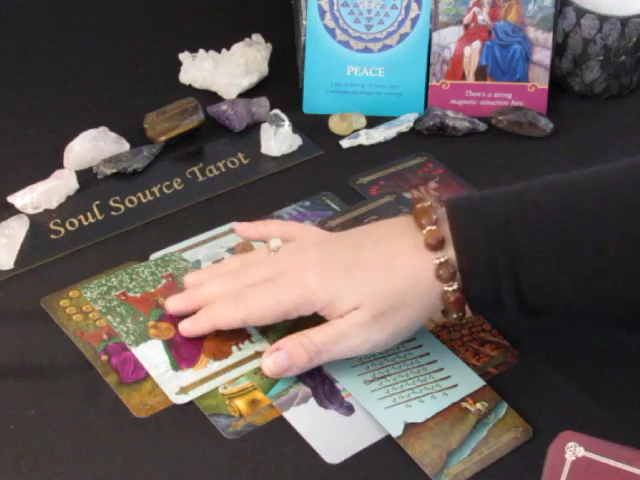 PEACE
There's a strong
magnetic attraction here.
Soul Source Tarot